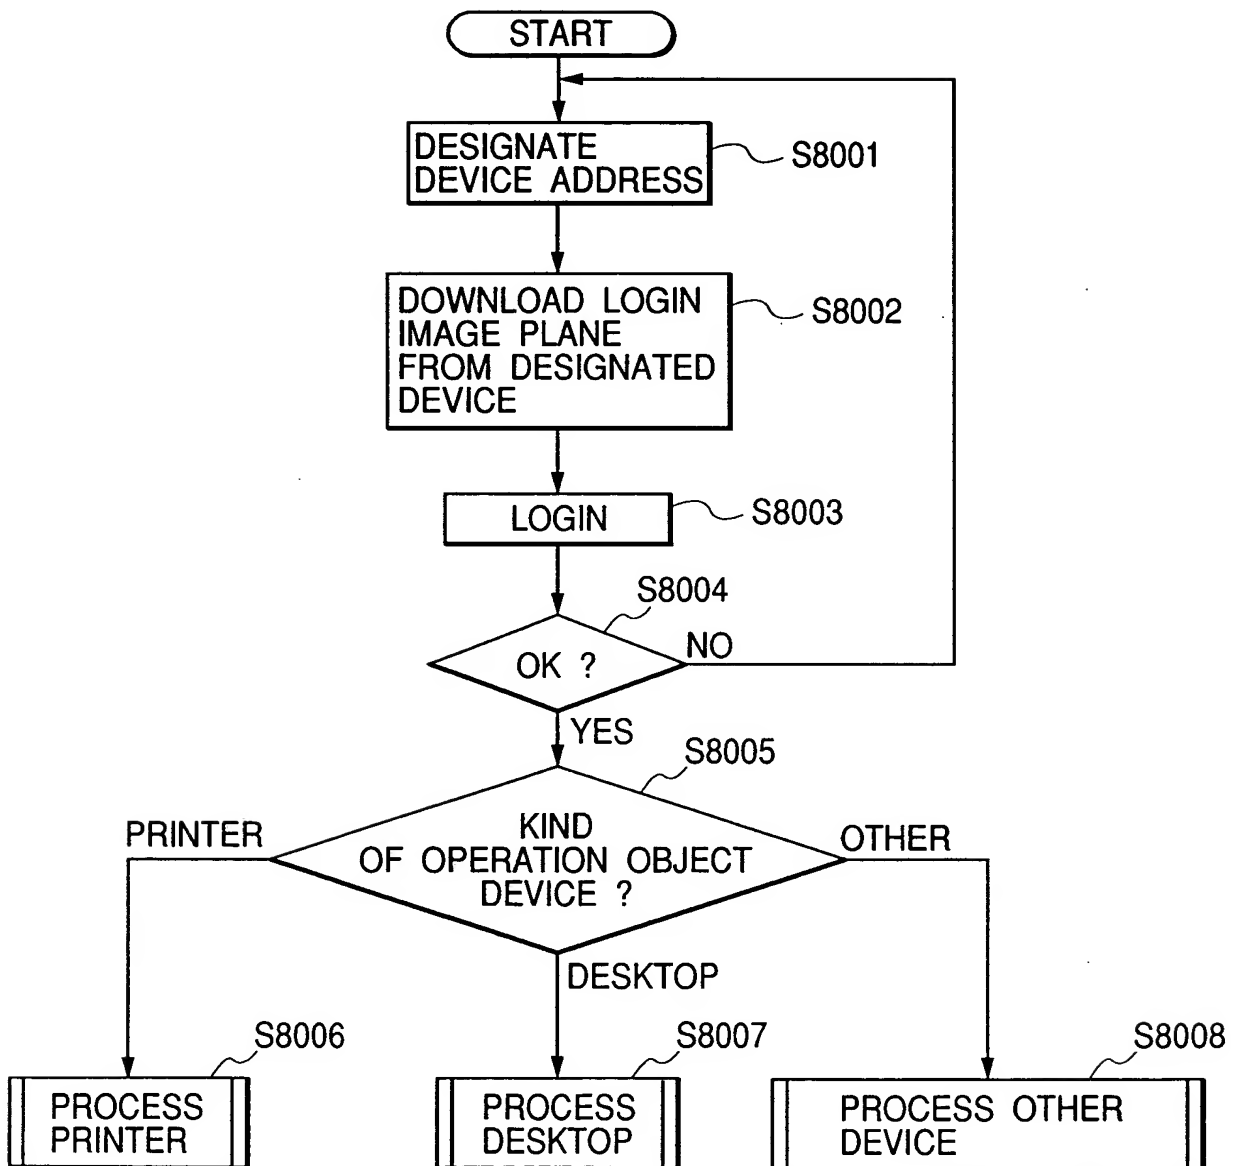 START
DESIGNATE
DEVICE ADDRESS
S8001
DOWNLOAD LOGIN
IMAGE PLANE
FROM DESIGNATED
DEVICE
S8002
LOGIN
S8003
S8004
OK ?
NO
YES
S8005
KIND
OF OPERATION OBJECT
DEVICE ?
PRINTER
OTHER
DESKTOP
S8006
S8007
S8008
PROCESS
PRINTER
PROCESS
DESKTOP
PROCESS OTHER
DEVICE